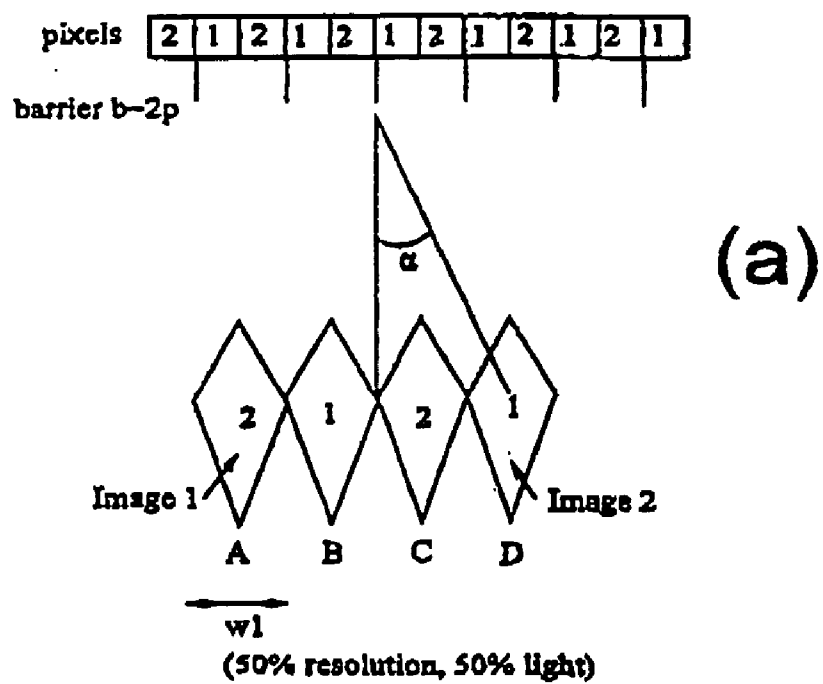 pixels 2 1 2 1 2 1 2 1 2 1 2 1
barrier b-2p
(a)
α
2 1 2 1
Image 1 Image 2
A B C D
w1
(50% resolution, 50% light)